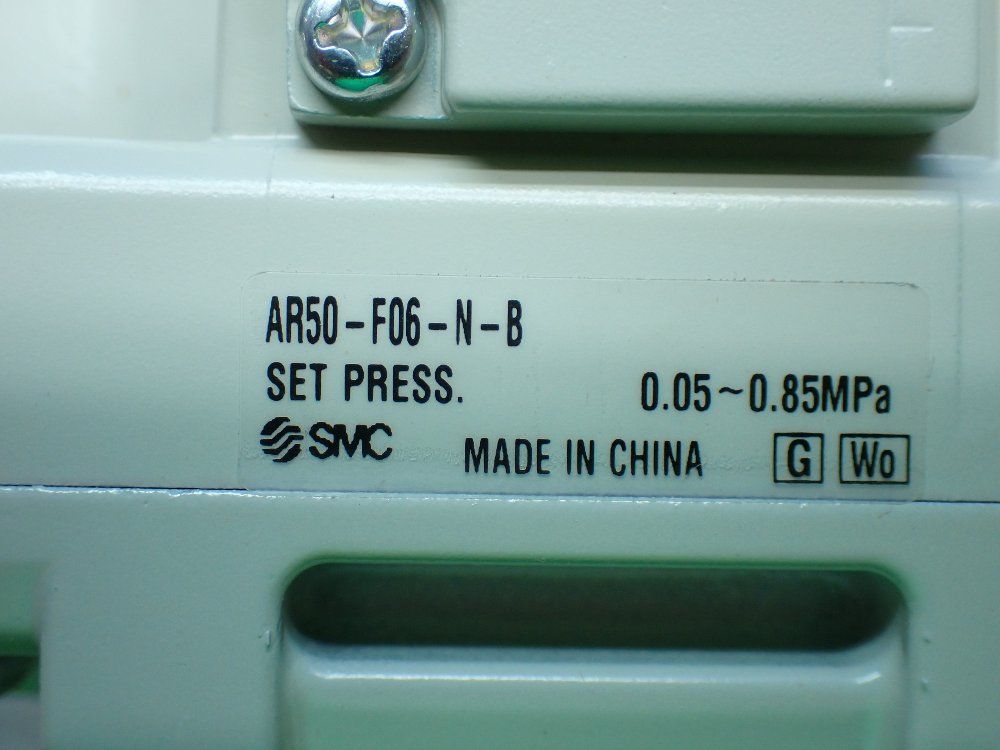 AR50-F06-N-B
SET PRESS. 0.05~0.85MPa
SMC MADE IN CHINA G Wo